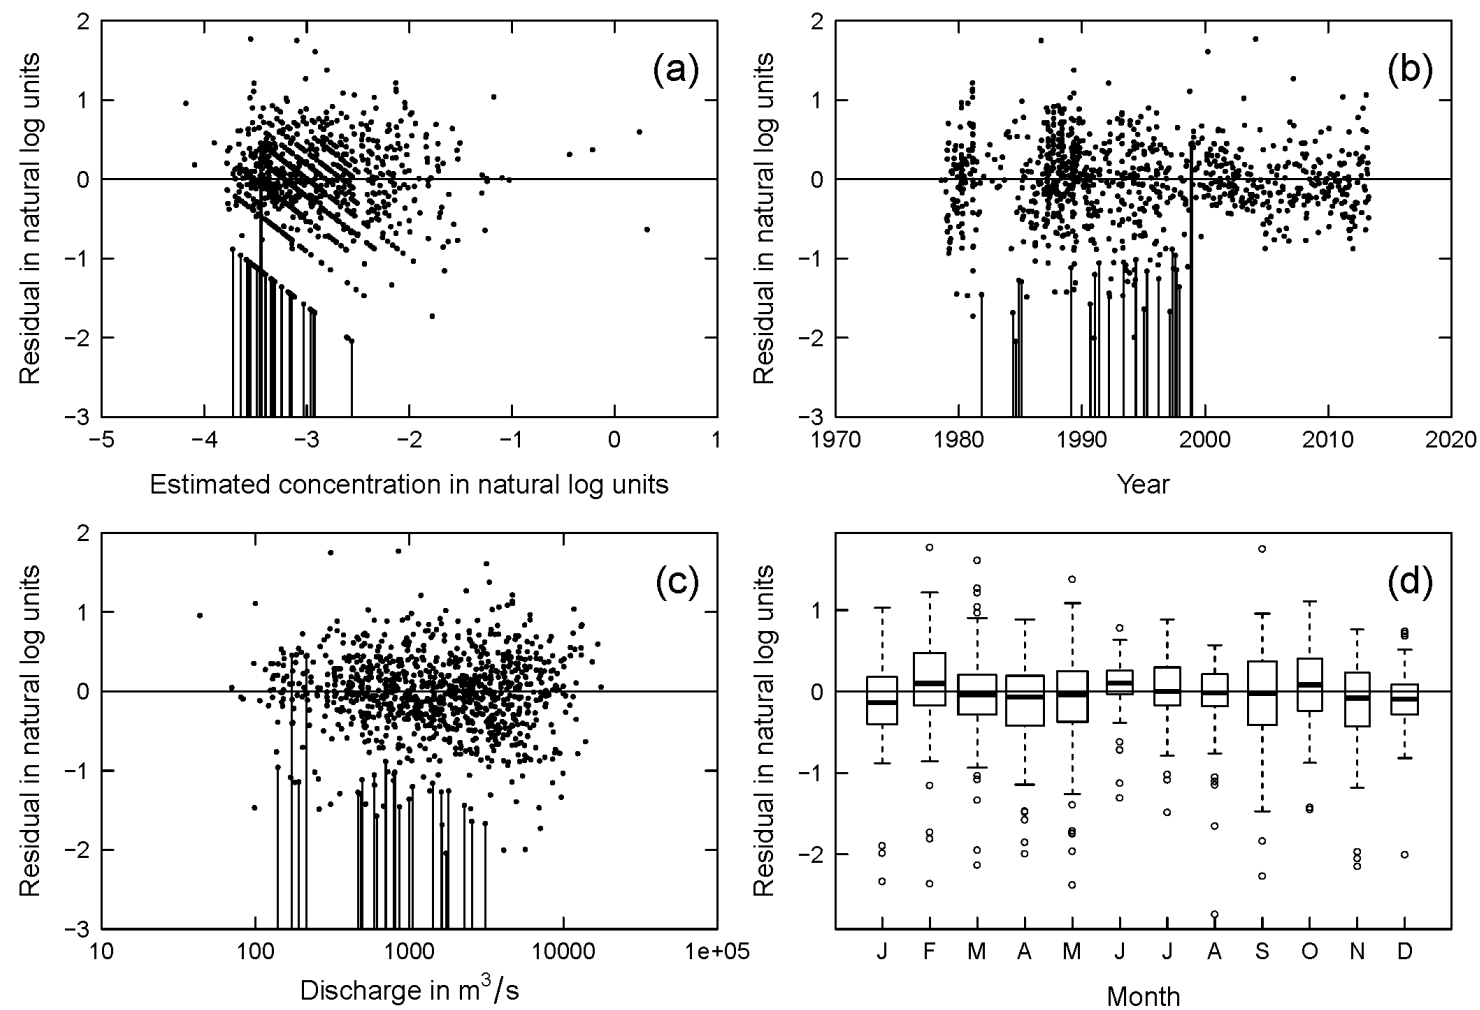 (a)
Residual in natural log units
2
1
0
−1
−2
−3
−5 −4 −3 −2 −1 0 1
Estimated concentration in natural log units
(b)
Residual in natural log units
2
1
0
−1
−2
−3
1970 1980 1990 2000 2010 2020
Year
(c)
Residual in natural log units
2
1
0
−1
−2
−3
10 100 1000 10000 1e+05
Discharge in m³/s
(d)
Residual in natural log units
1
0
−1
−2
J F M A M J J A S O N D
Month